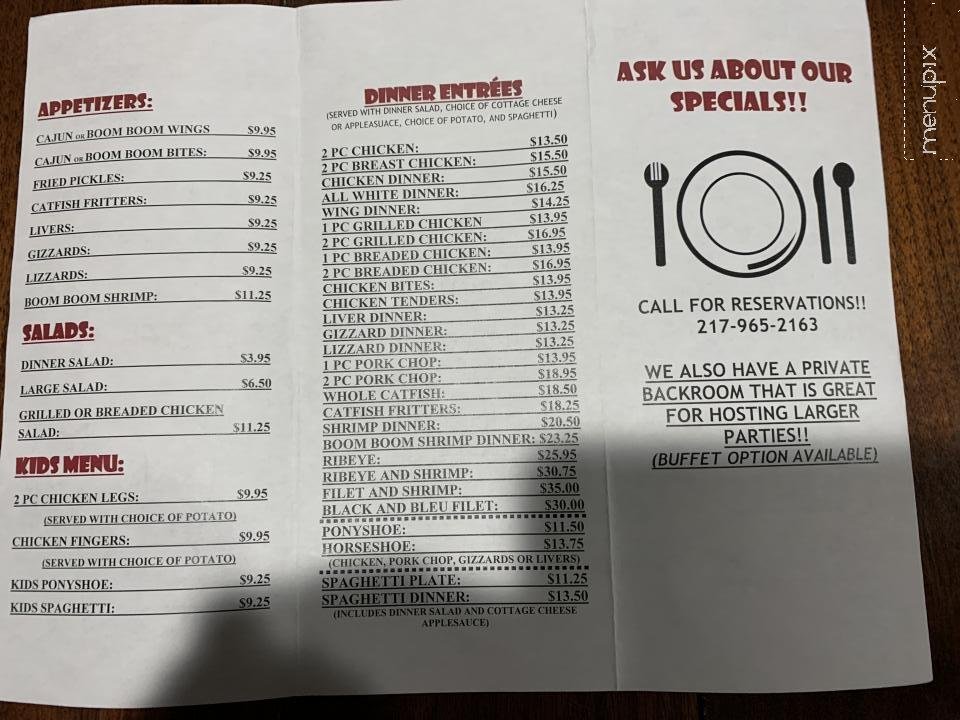 APPETIZERS:
CAJUN OR BOOM BOOM WINGS $9.95
CAJUN OR BOOM BOOM BITES: $9.95
FRIED PICKLES: $9.25
CATFISH FRITTERS: $9.25
LIVERS: $9.25
GIZZARDS: $9.25
LIZZARDS: $9.25
BOOM BOOM SHRIMP: $11.25
SALADS:
DINNER SALAD: $3.95
LARGE SALAD: $6.50
GRILLED OR BREADED CHICKEN
SALAD: $11.25
KIDS MENU:
2 PC CHICKEN LEGS: $9.95
(SERVED WITH CHOICE OF POTATO)
CHICKEN FINGERS: $9.95
(SERVED WITH CHOICE OF POTATO)
KIDS PONYSHOE: $9.25
KIDS SPAGHETTI: $9.25
DINNER ENTRÉES
(SERVED WITH DINNER SALAD, CHOICE OF COTTAGE CHEESE
OR APPLEASUACE, CHOICE OF POTATO, AND SPAGHETTI)
2 PC CHICKEN: $13.50
2 PC BREAST CHICKEN: $15.50
CHICKEN DINNER: $15.50
ALL WHITE DINNER: $16.25
WING DINNER: $14.25
1 PC GRILLED CHICKEN $13.95
2 PC GRILLED CHICKEN: $16.95
1 PC BREADED CHICKEN: $13.95
2 PC BREADED CHICKEN: $16.95
CHICKEN BITES: $13.95
CHICKEN TENDERS: $13.95
LIVER DINNER: $13.25
GIZZARD DINNER: $13.25
LIZZARD DINNER: $13.25
1 PC PORK CHOP: $13.95
2 PC PORK CHOP: $18.95
WHOLE CATFISH: $18.50
CATFISH FRITTERS: $18.25
SHRIMP DINNER: $20.50
BOOM BOOM SHRIMP DINNER: $23.25
RIBEYE: $25.95
RIBEYE AND SHRIMP: $30.75
FILET AND SHRIMP: $35.00
BLACK AND BLEU FILET: $30.00
PONYSHOE: $11.50
HORSESHOE: $13.75
(CHICKEN, PORK CHOP, GIZZARDS OR LIVERS)
SPAGHETTI PLATE: $11.25
SPAGHETTI DINNER: $13.50
(INCLUDES DINNER SALAD AND COTTAGE CHEESE
APPLESAUCE)
ASK US ABOUT OUR
SPECIALS!!
CALL FOR RESERVATIONS!!
217-965-2163
WE ALSO HAVE A PRIVATE
BACKROOM THAT IS GREAT
FOR HOSTING LARGER
PARTIES!!
(BUFFET OPTION AVAILABLE)
menupix